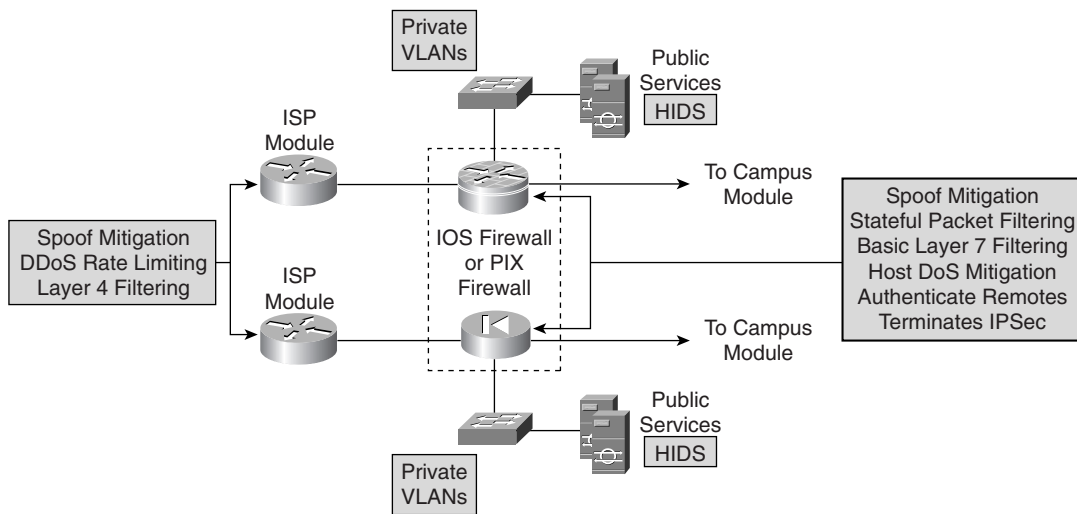 Private
VLANs
Public
Services
HIDS
ISP
Module
To Campus
Module
Spoof Mitigation
DDoS Rate Limiting
Layer 4 Filtering
IOS Firewall
or PIX
Firewall
Spoof Mitigation
Stateful Packet Filtering
Basic Layer 7 Filtering
Host DoS Mitigation
Authenticate Remotes
Terminates IPSec
ISP
Module
To Campus
Module
Public
Services
HIDS
Private
VLANs